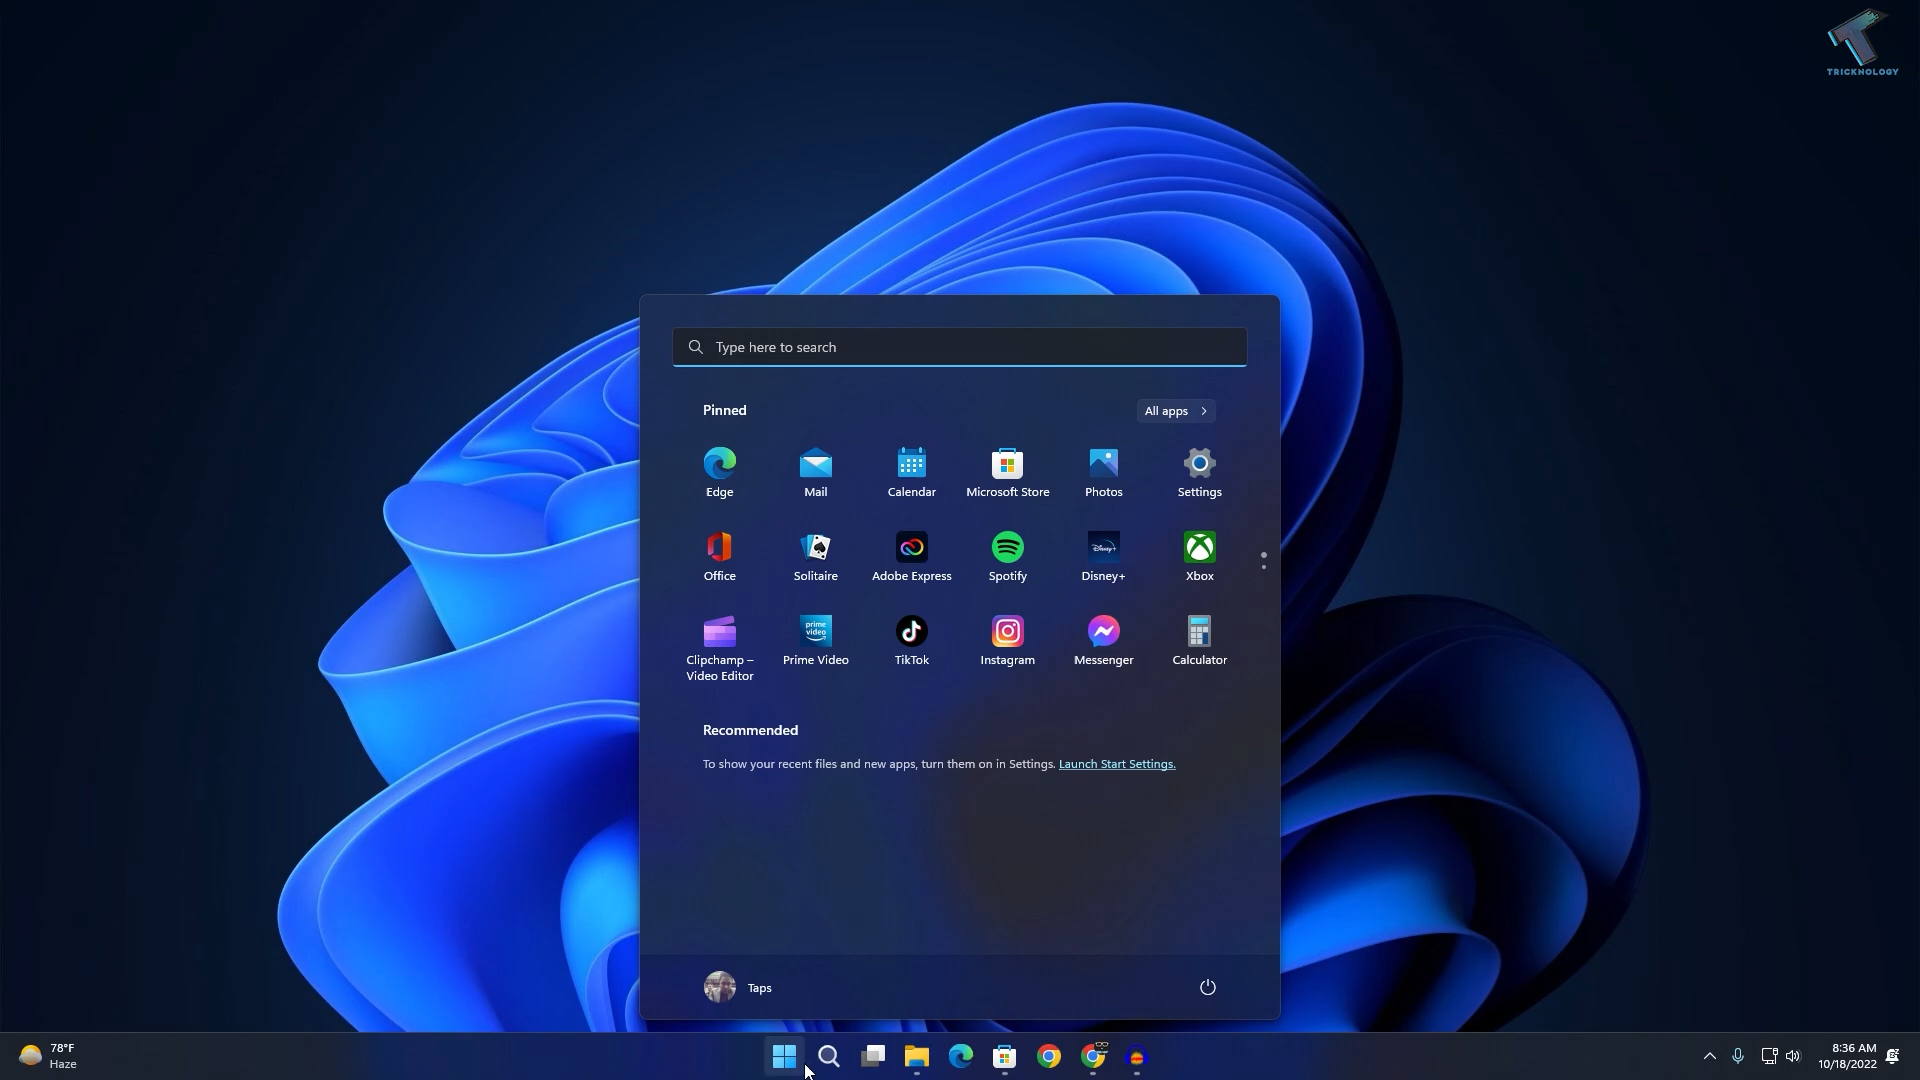 TRICKNOLOGY
Type here to search
Pinned
All apps
Edge
Mail
Calendar
Microsoft Store
Photos
Settings
Office
Solitaire
Adobe Express
Disney+
Spotify
Disney+
Xbox
prime
video
Clipchamp –
Video Editor
Prime Video
TikTok
Instagram
Messenger
Calculator
Recommended
To show your recent files and new apps, turn them on in Settings. Launch Start Settings.
Taps
78°F
Haze
8:36 AM
10/18/2022